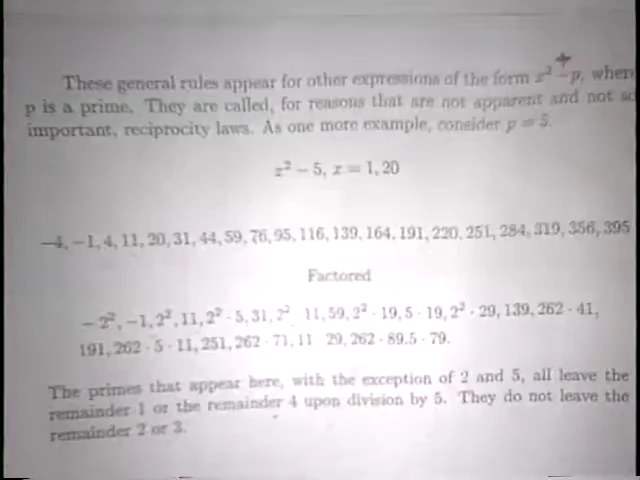 These general rules appear for other expressions of the form x² - p, where
+
p is a prime. They are called, for reasons that are not apparent and not so
important, reciprocity laws. As one more example, consider p = 5.
x² − 5, x = 1, 20
−4, −1, 4, 11, 20, 31, 44, 59, 76, 95, 116, 139, 164, 191, 220, 251, 284, 319, 356, 395
Factored
−2², −1, 2², 11, 2² · 5, 31, 2² 11, 59, 2² · 19, 5 · 19, 2² · 29, 139, 262 · 41,
191, 262 · 5 · 11, 251, 262 · 71, 11 · 29, 262 · 89.5 · 79.
The primes that appear here, with the exception of 2 and 5, all leave the
remainder 1 or the remainder 4 upon division by 5. They do not leave the
remainder 2 or 3.